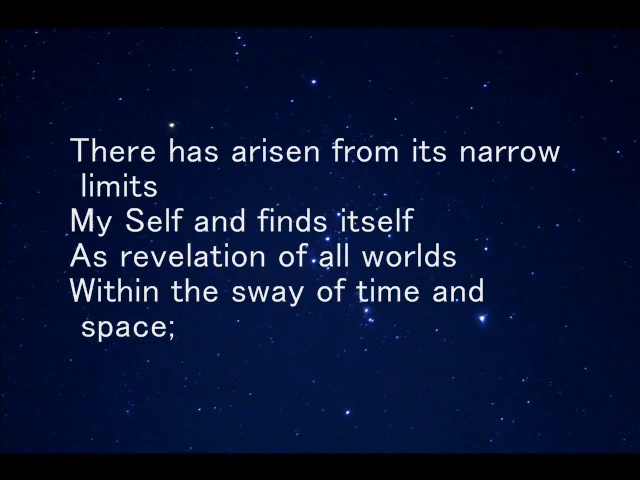 There has arisen from its narrow
limits
My Self and finds itself
As revelation of all worlds
Within the sway of time and
space;